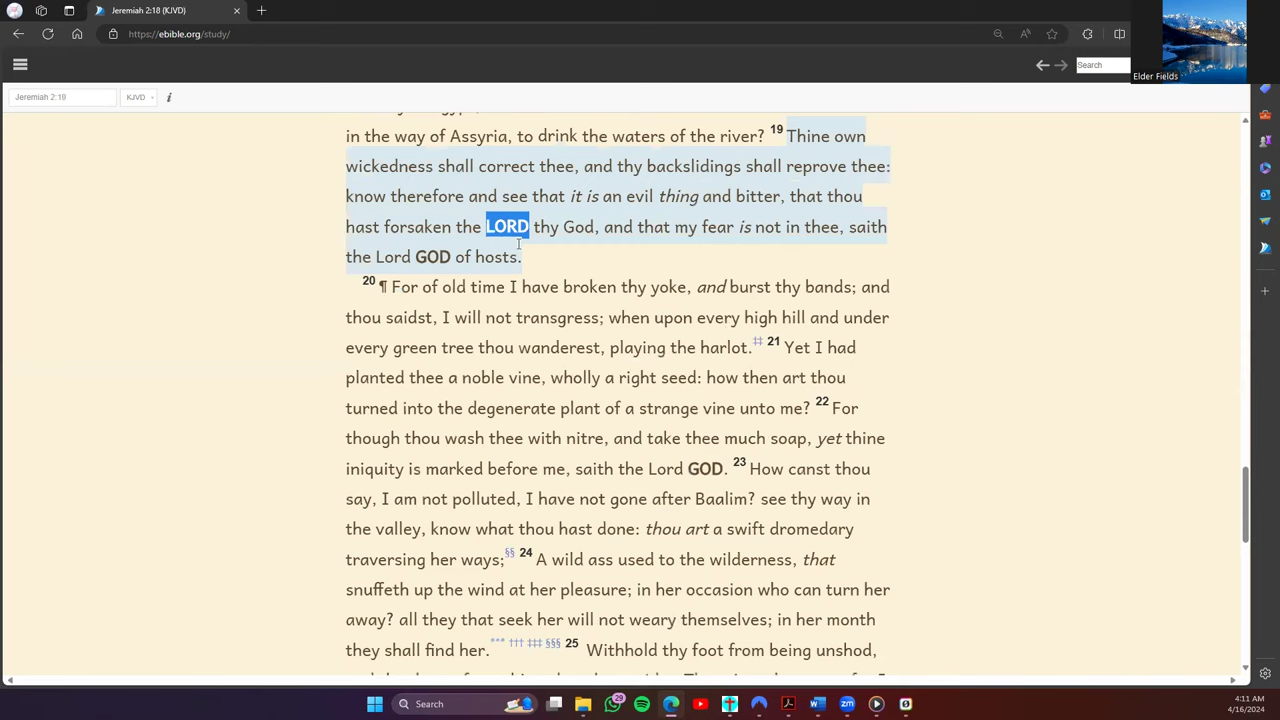 Jeremiah 2:18 (KJVD)
https://ebible.org/study/
Elder Fields
Search
Jeremiah 2:19
KJVD
i
in the way of Assyria, to drink the waters of the river? 19 Thine own
wickedness shall correct thee, and thy backslidings shall reprove thee:
know therefore and see that it is an evil thing and bitter, that thou
hast forsaken the LORD thy God, and that my fear is not in thee, saith
the Lord GOD of hosts.
20 ¶ For of old time I have broken thy yoke, and burst thy bands; and
thou saidst, I will not transgress; when upon every high hill and under
every green tree thou wanderest, playing the harlot.‡‡ 21 Yet I had
planted thee a noble vine, wholly a right seed: how then art thou
turned into the degenerate plant of a strange vine unto me? 22 For
though thou wash thee with nitre, and take thee much soap, yet thine
iniquity is marked before me, saith the Lord GOD. 23 How canst thou
say, I am not polluted, I have not gone after Baalim? see thy way in
the valley, know what thou hast done: thou art a swift dromedary
traversing her ways;§§ 24 A wild ass used to the wilderness, that
snuffeth up the wind at her pleasure; in her occasion who can turn her
away? all they that seek her will not weary themselves; in her month
they shall find her.*** ††† ‡‡‡ §§§ 25 Withhold thy foot from being unshod,
Search
29
4:11 AM
4/16/2024